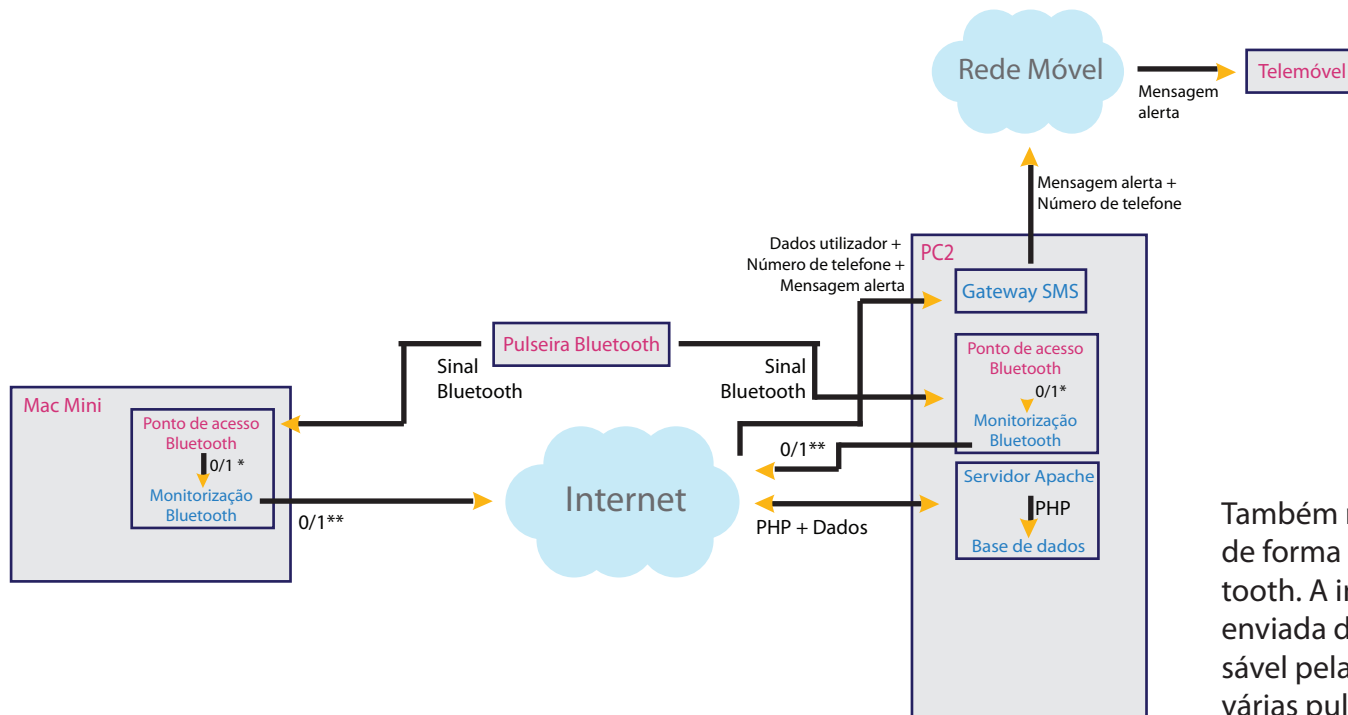 Rede Móvel
Mensagem
alerta
Telemóvel
Mensagem alerta +
Número de telefone
Dados utilizador +
Número de telefone +
Mensagem alerta
PC2
Gateway SMS
Pulseira Bluetooth
Sinal
Bluetooth
Sinal
Bluetooth
Ponto de acesso
Bluetooth
0/1*
Monitorização
Bluetooth
Mac Mini
Ponto de acesso
Bluetooth
0/1 *
Monitorização
Bluetooth
0/1**
Internet
0/1**
PHP + Dados
Servidor Apache
PHP
Base de dados
Também
de forma
tooth. A
enviada
sável pela
várias